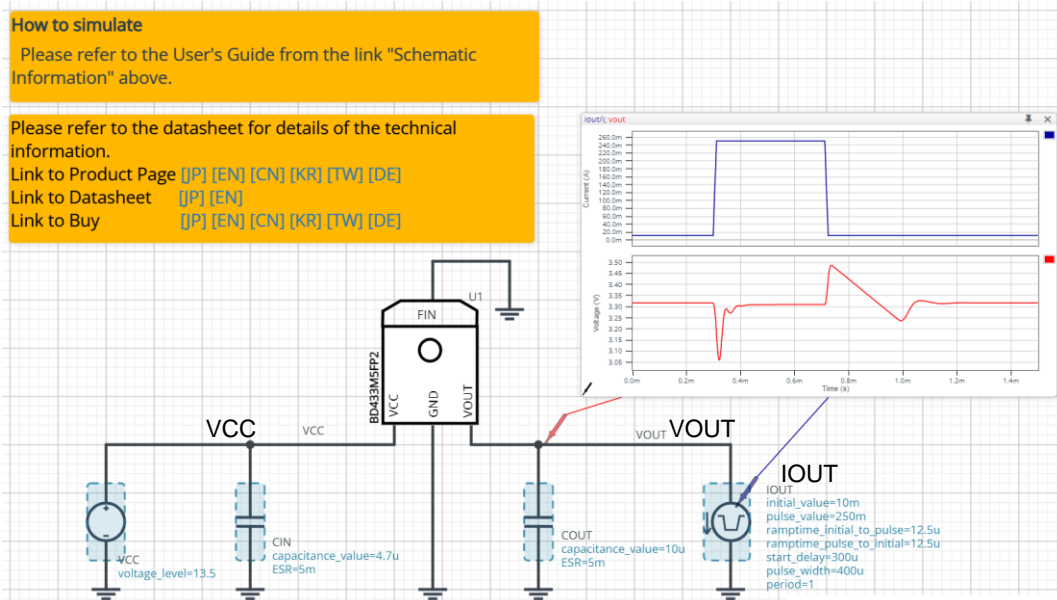 How to simulate
Please refer to the User's Guide from the link "Schematic
Information" above.
Please refer to the datasheet for details of the technical
information.
Link to Product Page [JP] [EN] [CN] [KR] [TW] [DE]
Link to Datasheet [JP] [EN]
Link to Buy [JP] [EN] [CN] [KR] [TW] [DE]
iout/i; vout
Current (A)
260.0m
240.0m
220.0m
200.0m
180.0m
160.0m
140.0m
120.0m
100.0m
80.0m
60.0m
40.0m
20.0m
0.0m
Voltage (V)
3.50
3.45
3.40
3.35
3.30
3.25
3.20
3.15
3.10
3.05
0.0m 0.2m 0.4m 0.6m 0.8m 1.0m 1.2m 1.4m
Time (s)
U1
FIN
BD433M5FP2
VCC
GND
VOUT
VCC
VCC
VOUT
VOUT
IOUT
VCC
voltage_level=13.5
CIN
capacitance_value=4.7u
ESR=5m
COUT
capacitance_value=10u
ESR=5m
IOUT
initial_value=10m
pulse_value=250m
ramptime_initial_to_pulse=12.5u
ramptime_pulse_to_initial=12.5u
start_delay=300u
pulse_width=400u
period=1